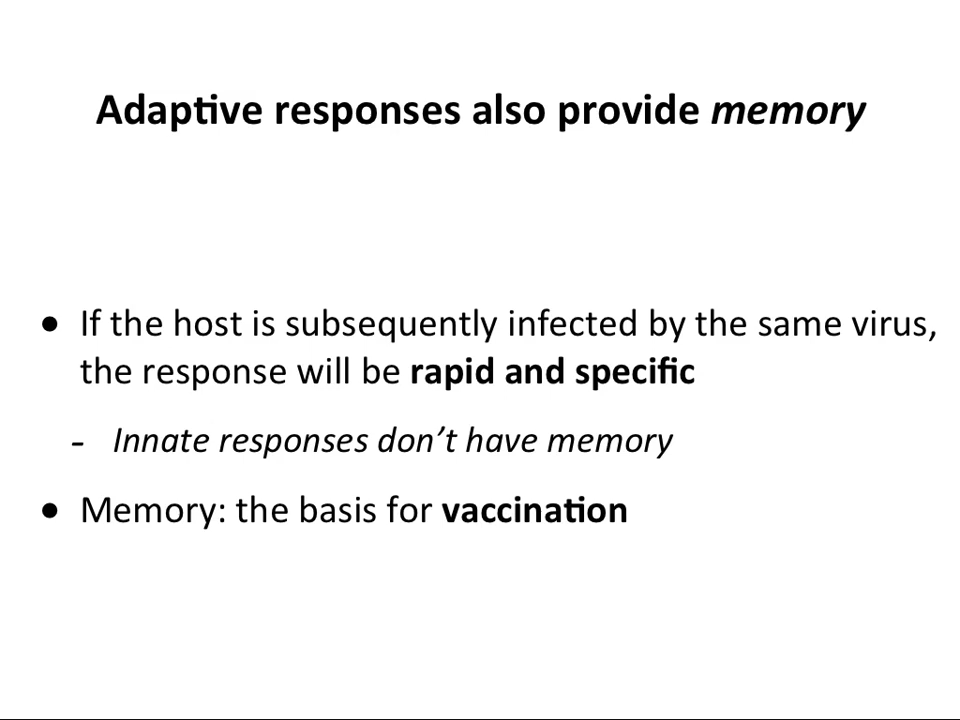 Adaptive responses also provide memory
• If the host is subsequently infected by the same virus,
the response will be rapid and specific
- Innate responses don’t have memory
• Memory: the basis for vaccination